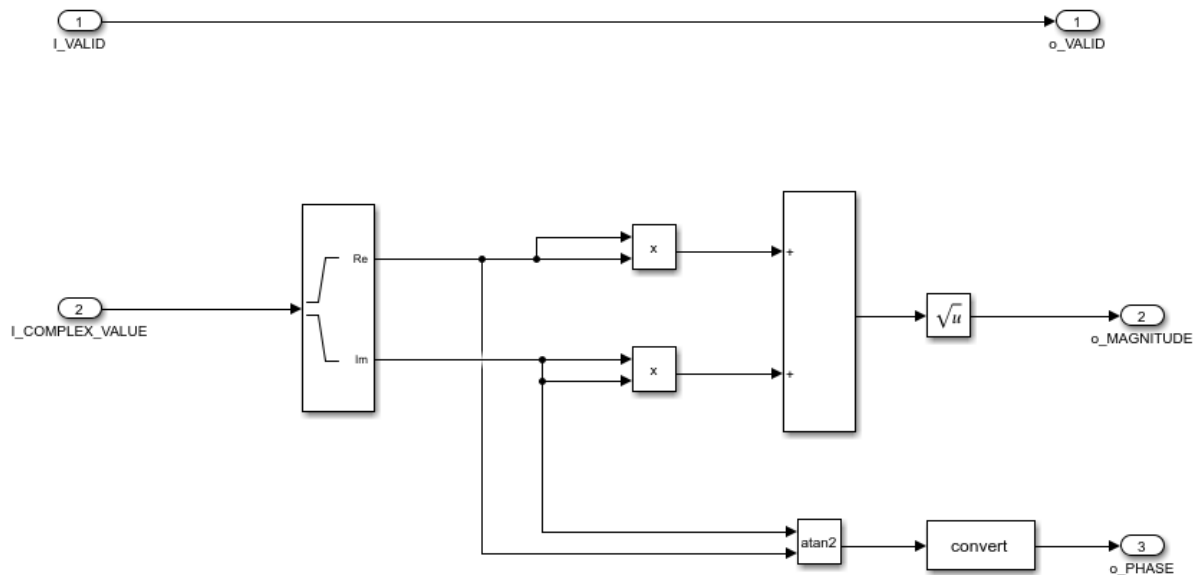 1
I_VALID
1
o_VALID
2
I_COMPLEX_VALUE
Re
Im
x
x
+
+
√u
2
o_MAGNITUDE
atan2
convert
3
o_PHASE